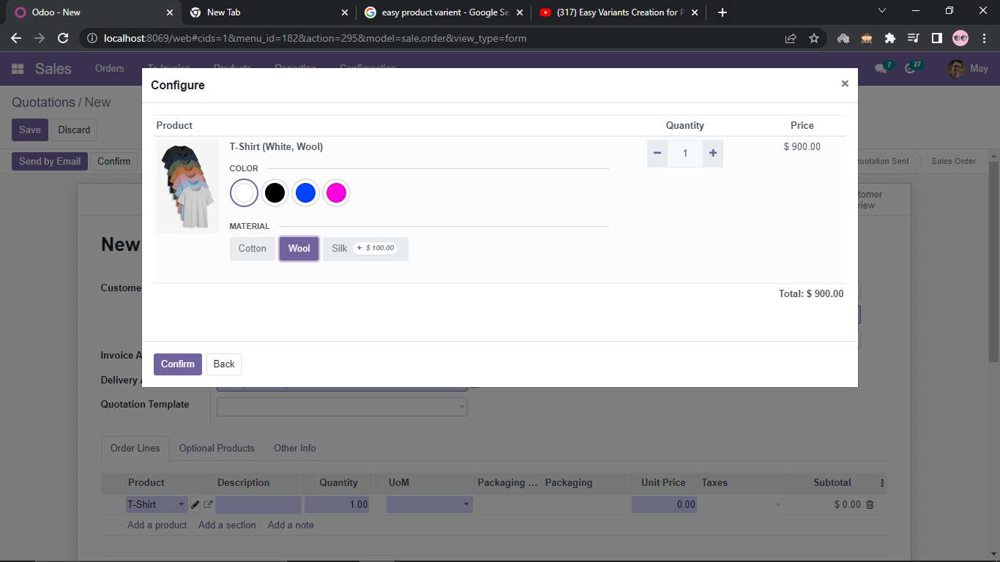 Odoo - New
New Tab
easy product varient - Google Se
(317) Easy Variants Creation for P
localhost:8069/web#cids=1&menu_id=182&action=295&model=sale.order&view_type=form
Sales Orders To Invoice Products Reporting Configuration 7 27 May
Quotations / New
Save Discard
Send by Email Confirm
Quotation Sent Sales Order
Configure ×
Product Quantity Price
T-Shirt (White, Wool) − 1 + $ 900.00
COLOR
MATERIAL
Cotton Wool Silk + $ 100.00
Total: $ 900.00
Confirm Back
tomer
iew
New
Custome
Invoice A
Delivery A
Quotation Template
Order Lines Optional Products Other Info
Product Description Quantity UoM Packaging ... Packaging Unit Price Taxes Subtotal
T-Shirt 1.00 0.00 $ 0.00
Add a product Add a section Add a note